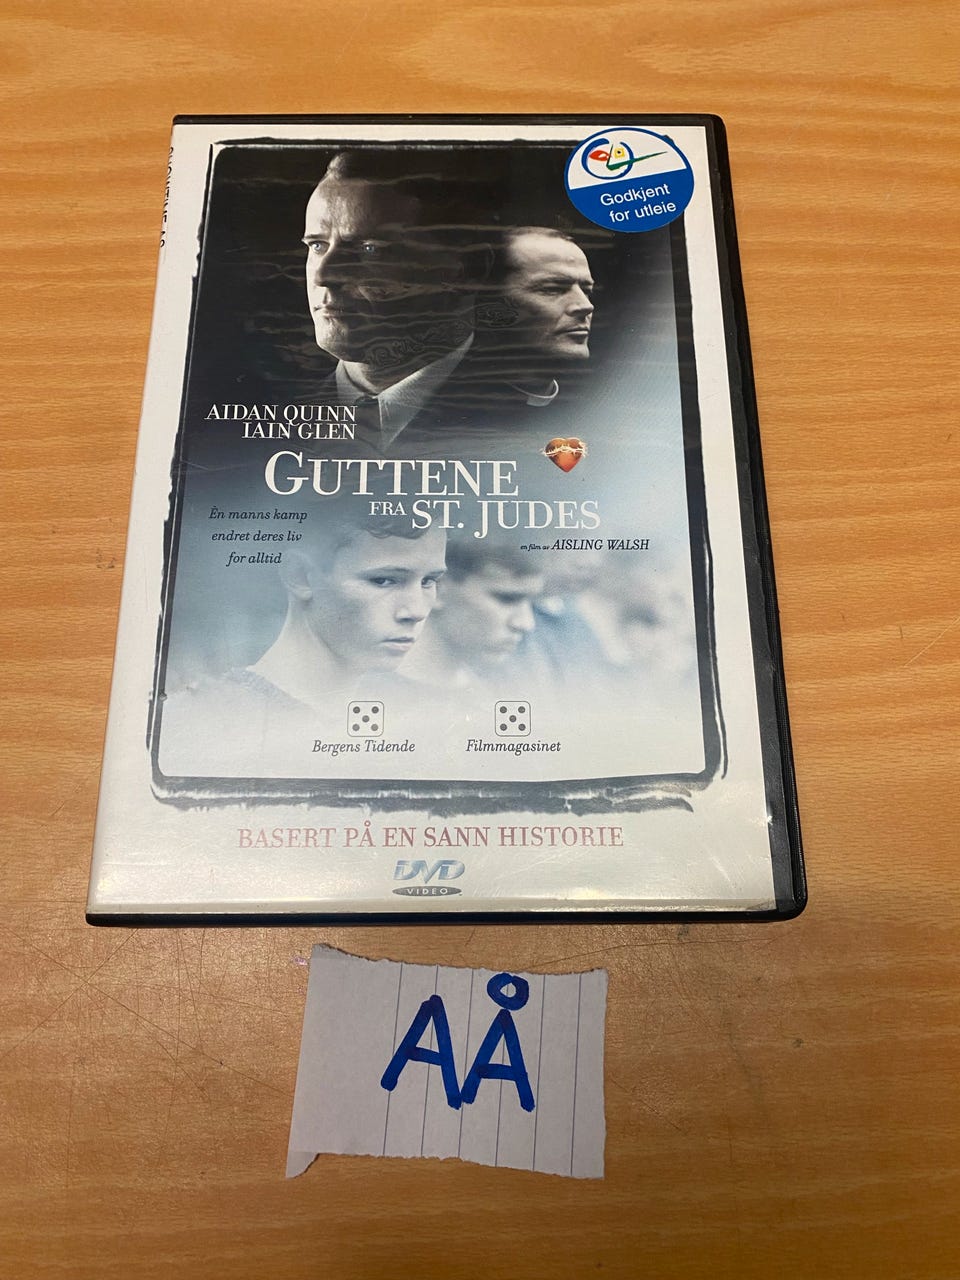 Godkjent
for utleie
AIDAN QUINN
IAIN GLEN
GUTTENE
FRA ST. JUDES
Èn manns kamp
endret deres liv
for alltid
en film av AISLING WALSH
Bergens Tidende
Filmmagasinet
BASERT PÅ EN SANN HISTORIE
DVD
VIDEO
AÅ